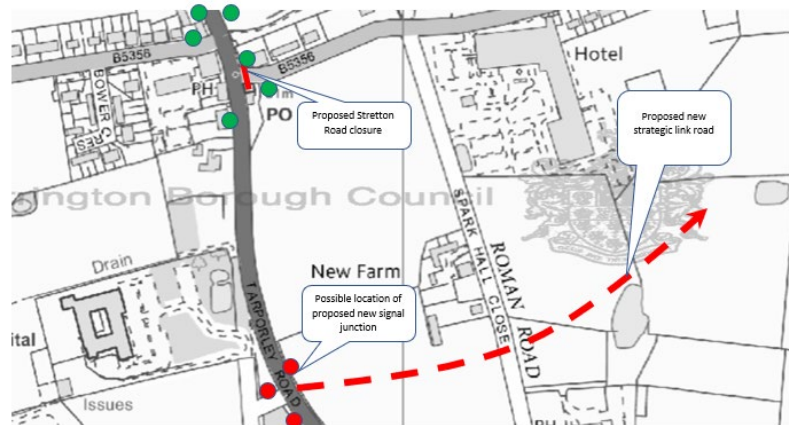 B5356
BOWER CRES
PH
B5356
PO
Proposed Stretton
Road closure
Hotel
Proposed new
strategic link road
ington Borough Council
Drain
New Farm
SPARK HALL CLOSE
ROMAN ROAD
Possible location of
proposed new signal
junction
TARPORLEY ROAD
ital
Issues
PH